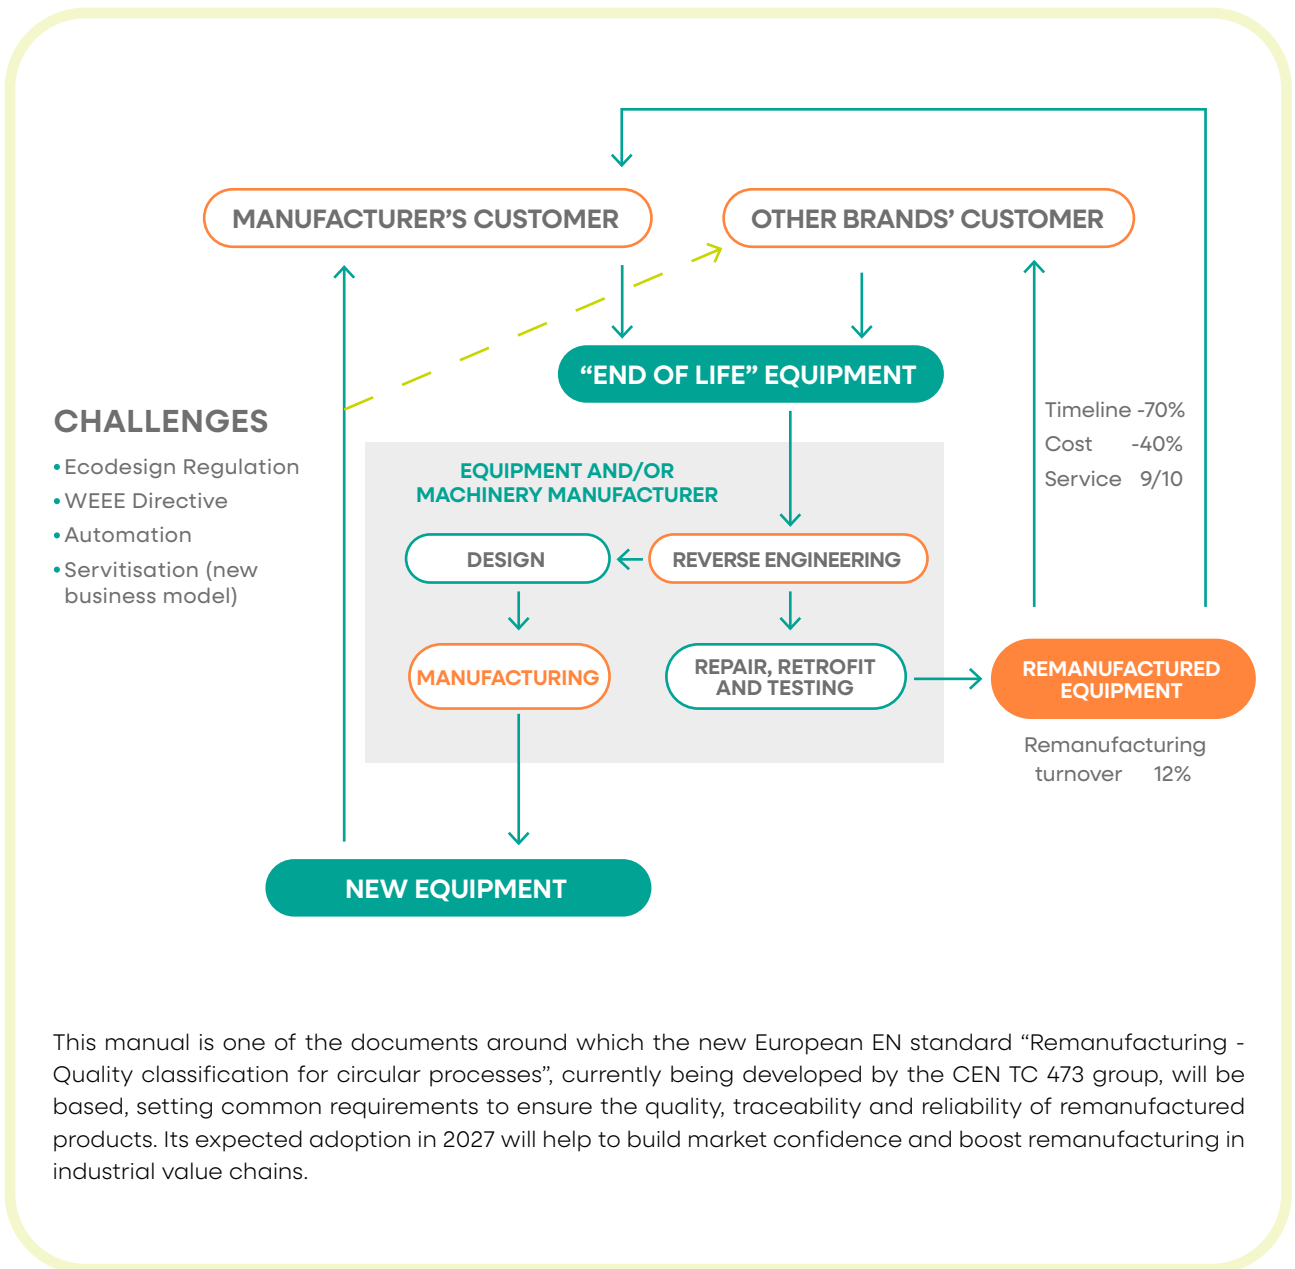 MANUFACTURER’S CUSTOMER
OTHER BRANDS’ CUSTOMER
“END OF LIFE” EQUIPMENT
CHALLENGES
• Ecodesign Regulation
• WEEE Directive
• Automation
• Servitisation (new
business model)
Timeline -70%
Cost -40%
Service 9/10
EQUIPMENT AND/OR
MACHINERY MANUFACTURER
DESIGN
REVERSE ENGINEERING
MANUFACTURING
REPAIR, RETROFIT
AND TESTING
REMANUFACTURED
EQUIPMENT
Remanufacturing
turnover 12%
NEW EQUIPMENT
This manual is one of the documents around which the new European EN standard “Remanufacturing -
Quality classification for circular processes”, currently being developed by the CEN TC 473 group, will be
based, setting common requirements to ensure the quality, traceability and reliability of remanufactured
products. Its expected adoption in 2027 will help to build market confidence and boost remanufacturing in
industrial value chains.